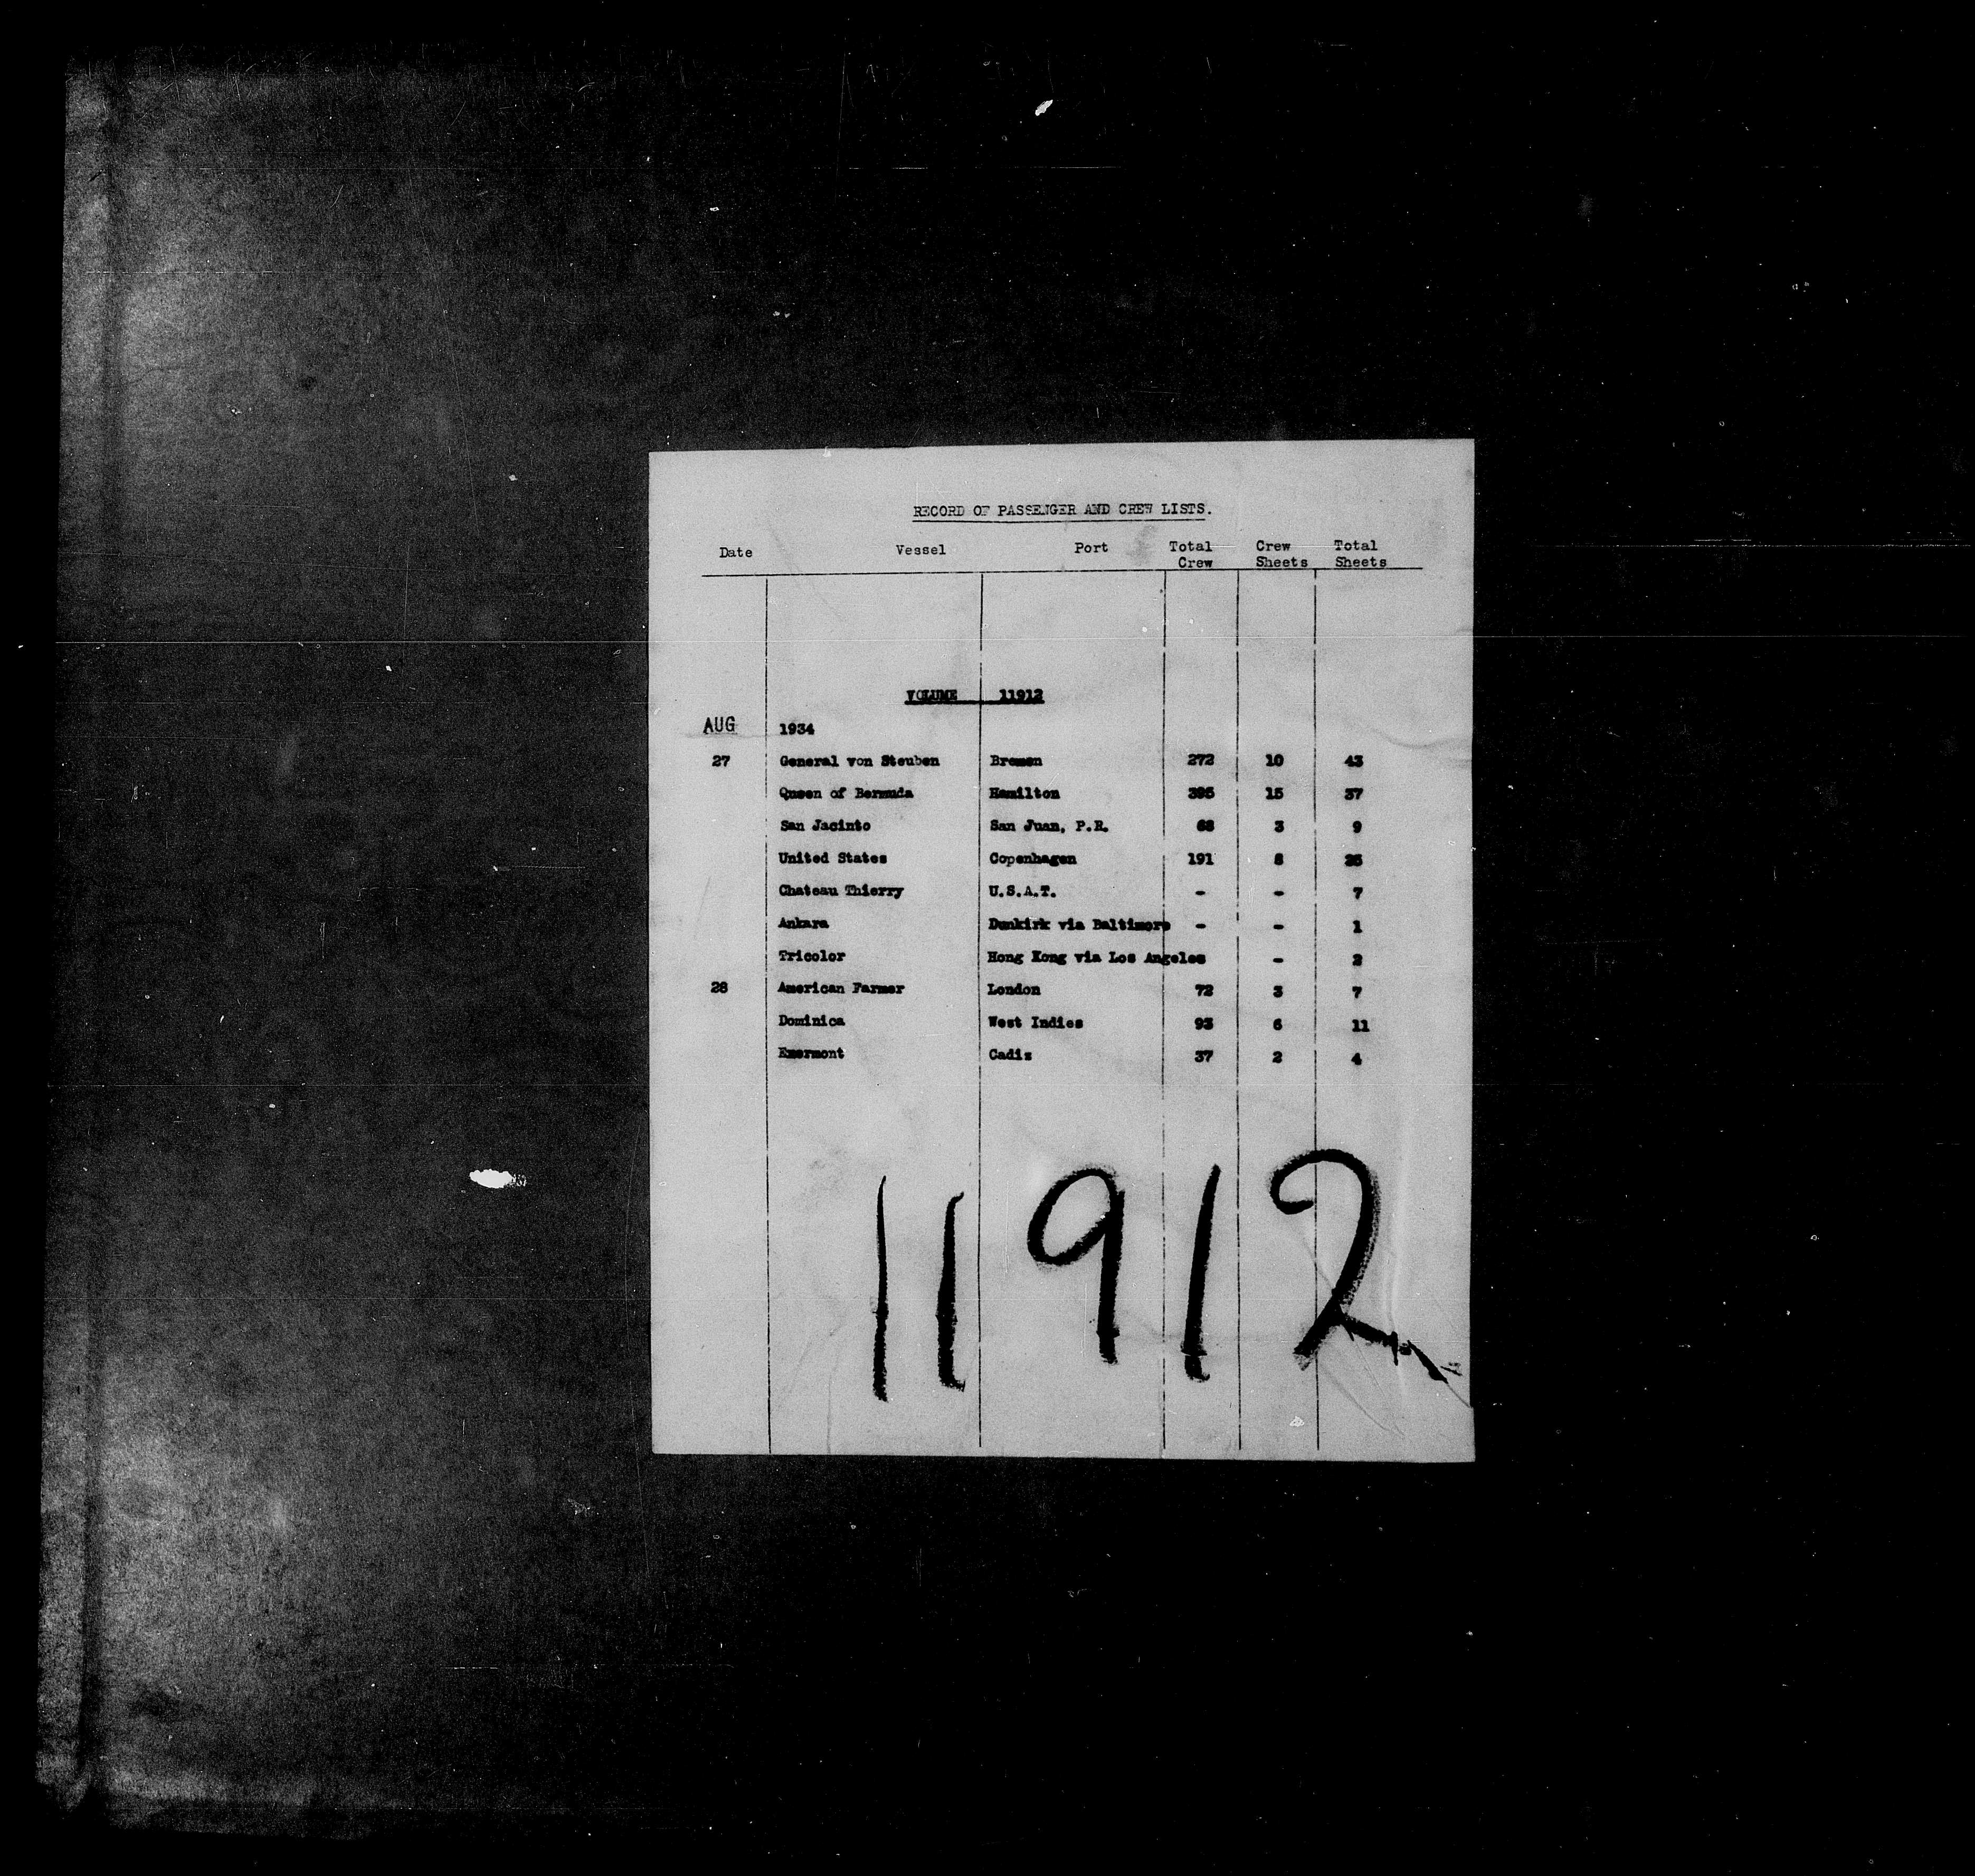 RECORD OF PASSENGER AND CREW LISTS.
Date Vessel Port Total Crew Crew Sheets Total Sheets
VOLUME 11912
AUG 1934
27 General von Steuben Bremen 272 10 43
Queen of Bermuda Hamilton 395 15 37
San Jacinto San Juan, P.R. 68 3 9
United States Copenhagen 191 8
Chateau Thierry U.S.A.T. - - 7
Ankara Dunkirk via Baltimore - - 1
Tricolor Hong Kong via Los Angeles - 2
28 American Farmer London 72 3 7
Dominica West Indies 93 6 11
Exermont Cadiz 37 2 4
11912